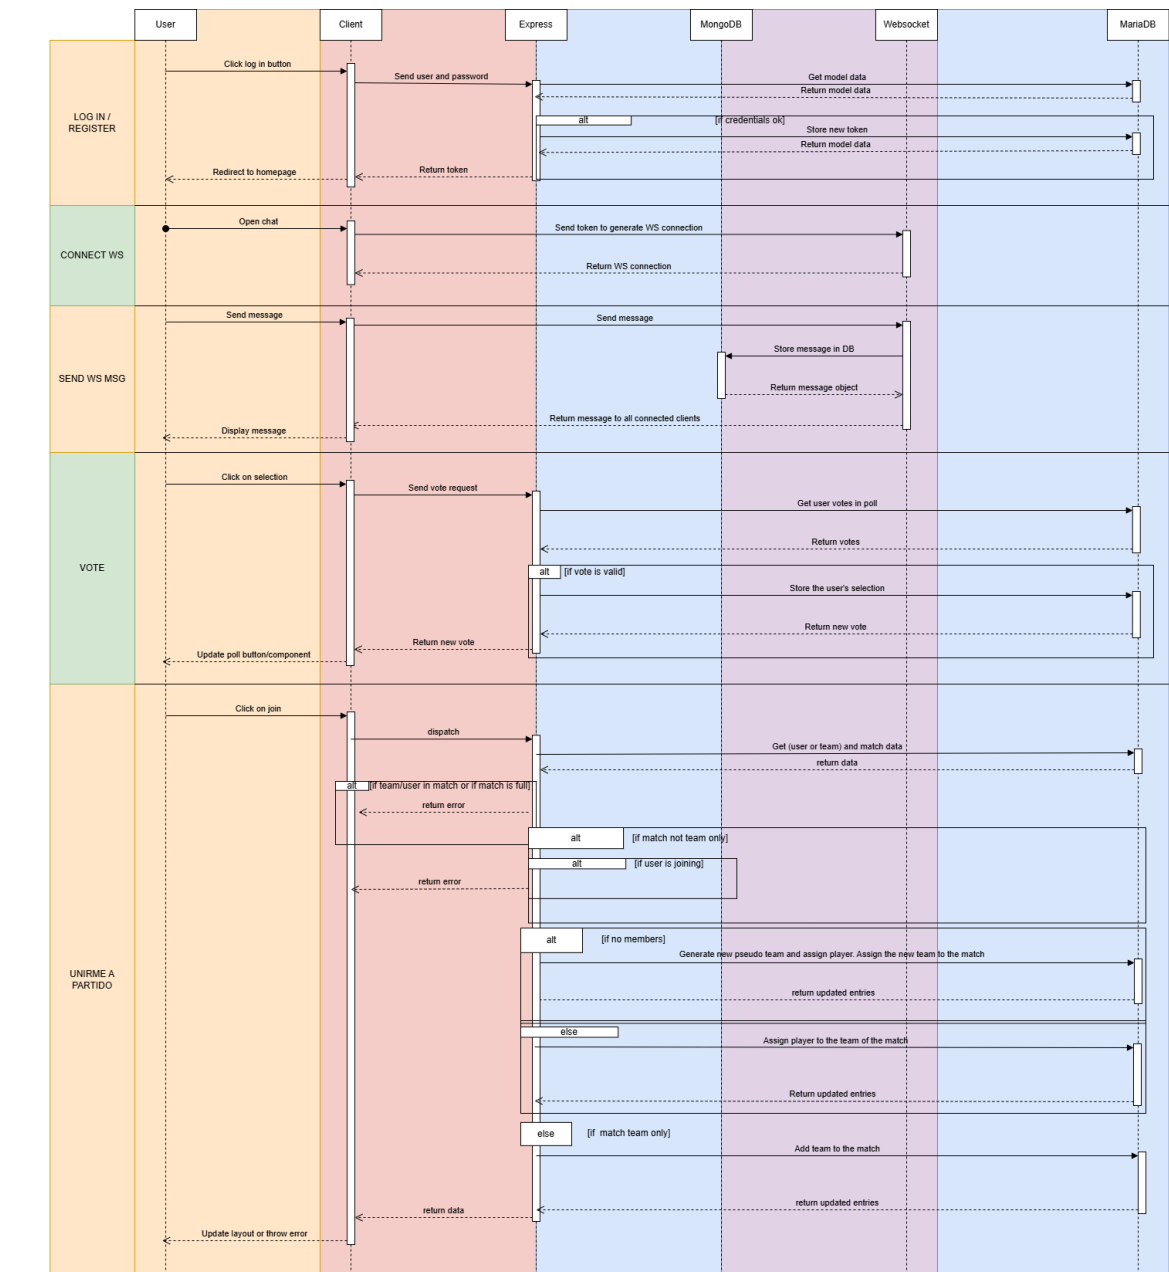 User
Client
Express
MongoDB
Websocket
MariaDB
LOG IN /
REGISTER
Click log in button
Send user and password
Get model data
Return model data
alt
[if credentials ok]
Store new token
Return model data
Return token
Redirect to homepage
CONNECT WS
Open chat
Send token to generate WS connection
Return WS connection
SEND WS MSG
Send message
Send message
Store message in DB
Return message object
Return message to all connected clients
Display message
VOTE
Click on selection
Send vote request
Get user votes in poll
Return votes
alt
[if vote is valid]
Store the user's selection
Return new vote
Return new vote
Update poll button/component
UNIRME A
PARTIDO
Click on join
dispatch
Get (user or team) and match data
return data
alt
[if team/user in match or if match is full]
return error
alt
[if match not team only]
alt
[if user is joining]
return error
alt
[if no members]
Generate new pseudo team and assign player. Assign the new team to the match
return updated entries
else
Assign player to the team of the match
Return updated entries
else
[if match team only]
Add team to the match
return updated entries
return data
Update layout or throw error